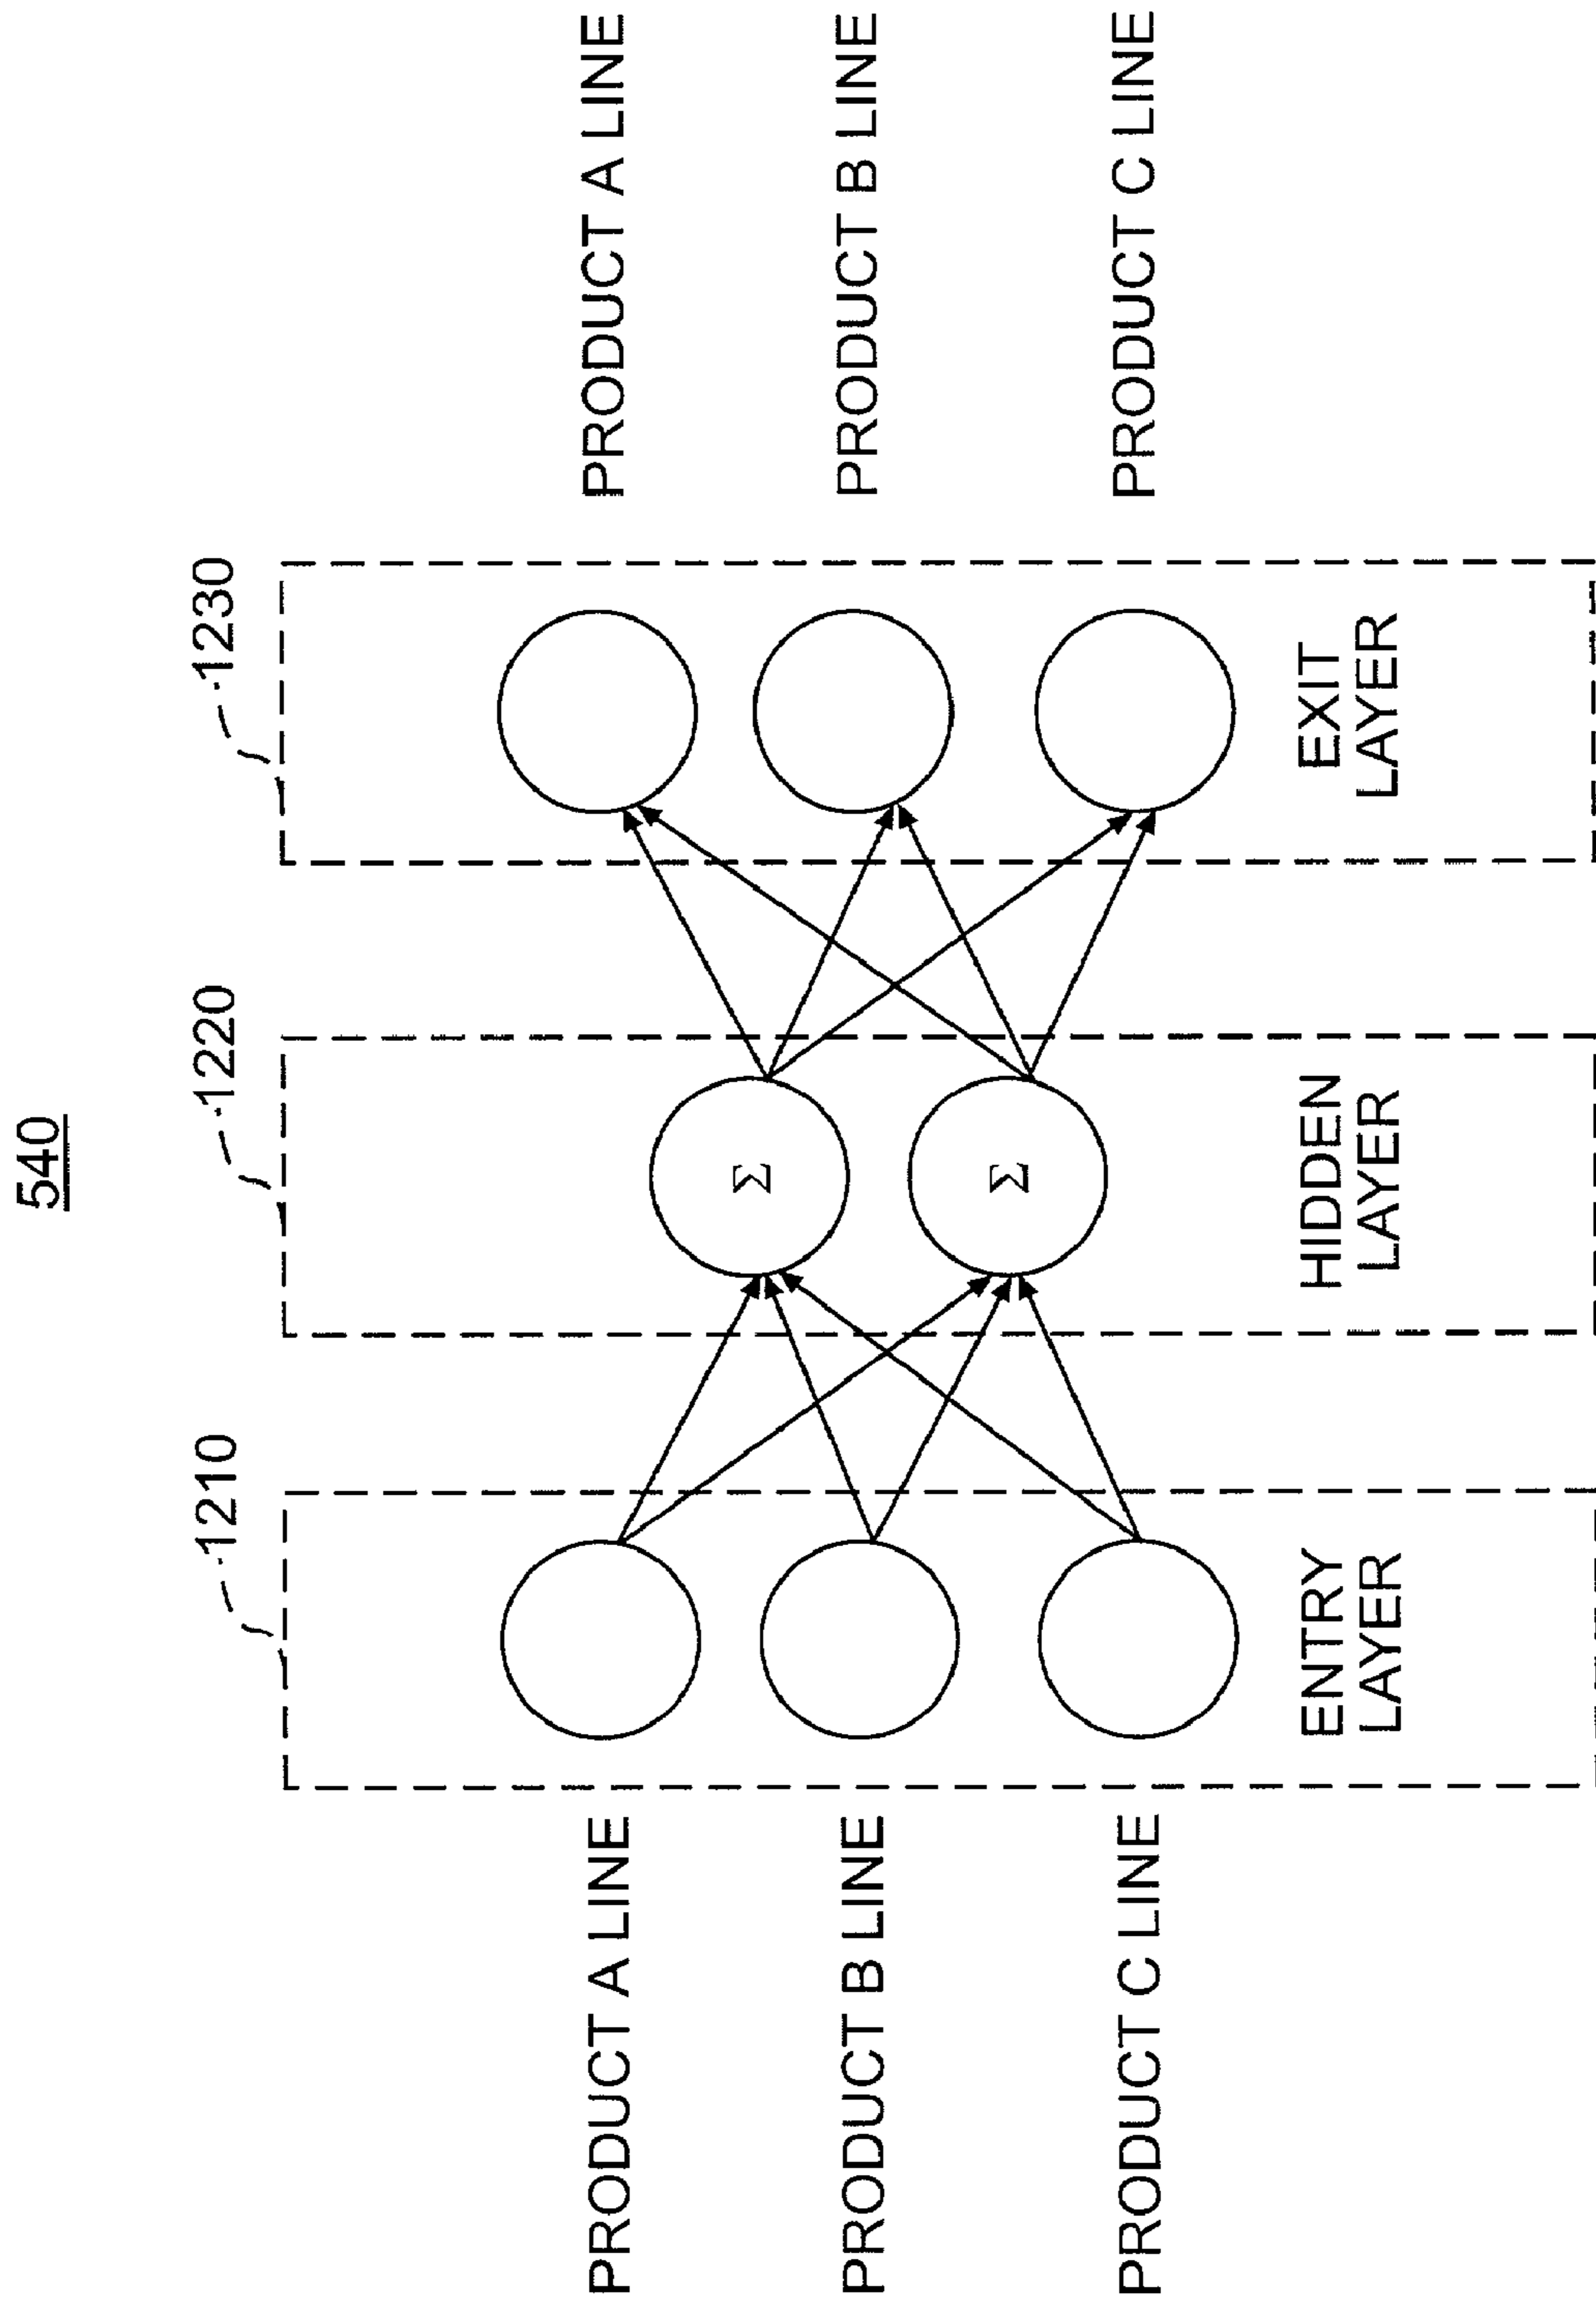 540
1210
1220
1230
PRODUCT A LINE
PRODUCT B LINE
PRODUCT C LINE
Σ
Σ
PRODUCT A LINE
PRODUCT B LINE
PRODUCT C LINE
ENTRY
LAYER
HIDDEN
LAYER
EXIT
LAYER